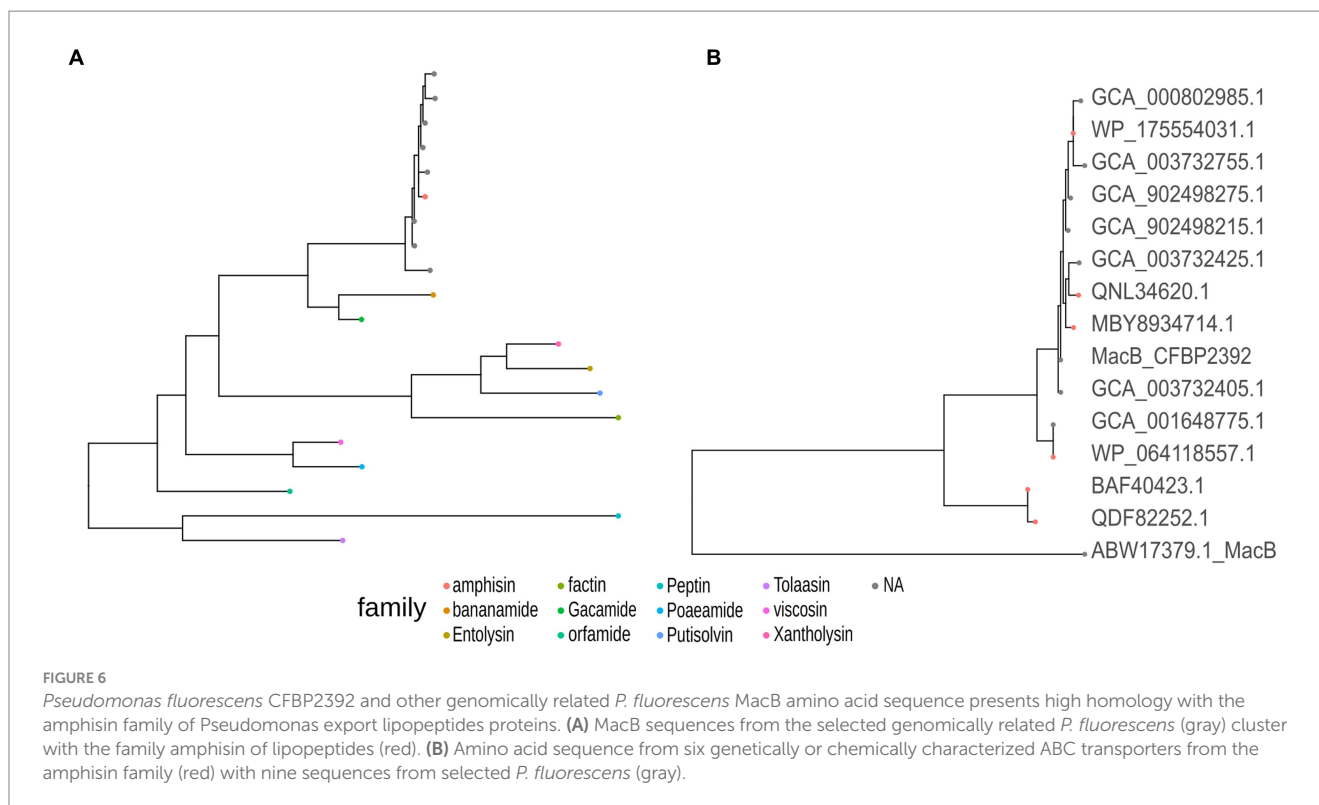 A
B
GCA_000802985.1
WP_175554031.1
GCA_003732755.1
GCA_902498275.1
GCA_902498215.1
GCA_003732425.1
QNL34620.1
MBY8934714.1
MacB_CFBP2392
GCA_003732405.1
GCA_001648775.1
WP_064118557.1
BAF40423.1
QDF82252.1
ABW17379.1_MacB
family
amphisin factin Peptin Tolaasin NA
bananamide Gacamide Poaeamide viscosin
Entolysin orfamide Putisolvin Xantholysin
FIGURE 6
Pseudomonas fluorescens CFBP2392 and other genomically related P. fluorescens MacB amino acid sequence presents high homology with the
amphisin family of Pseudomonas export lipopeptides proteins. (A) MacB sequences from the selected genomically related P. fluorescens (gray) cluster
with the family amphisin of lipopeptides (red). (B) Amino acid sequence from six genetically or chemically characterized ABC transporters from the
amphisin family (red) with nine sequences from selected P. fluorescens (gray).